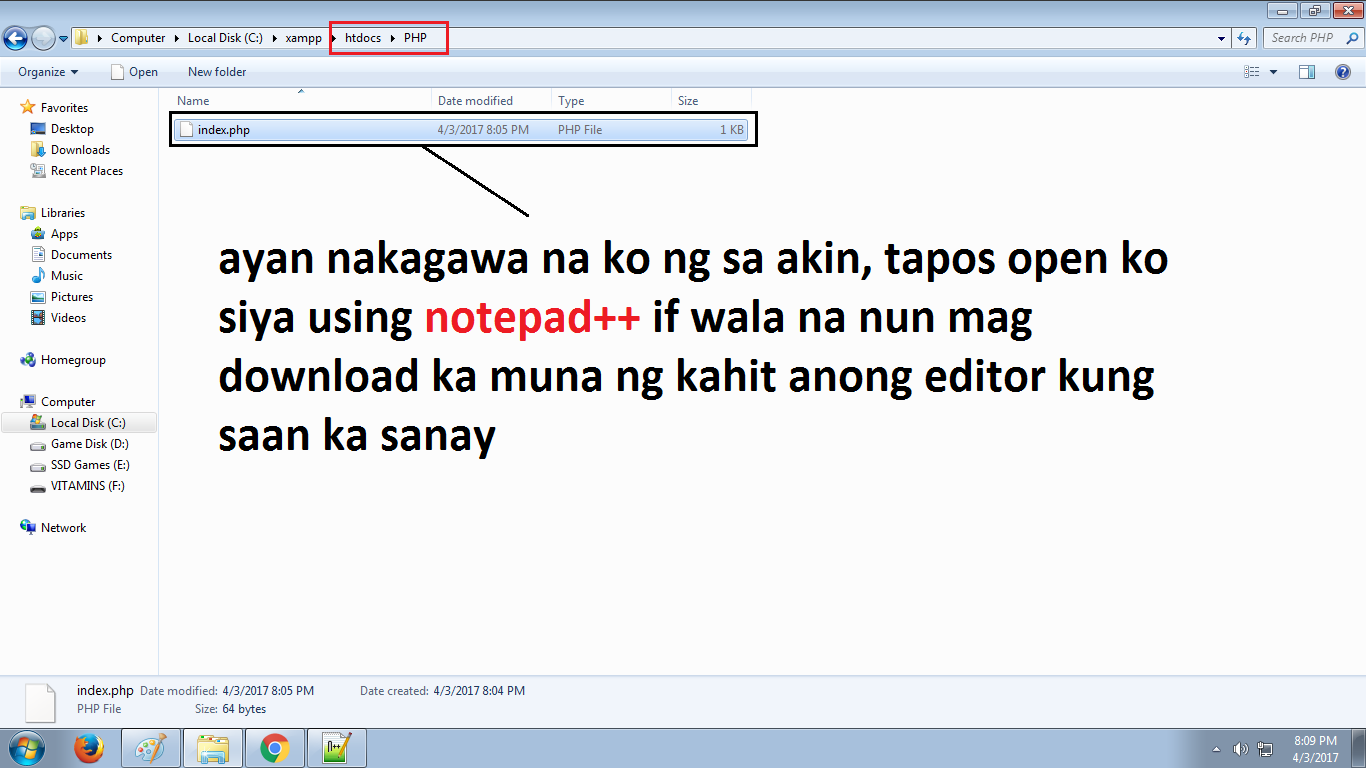 Computer Local Disk (C:) xampp htdocs PHP
Search PHP
Organize Open New folder
Name Date modified Type Size
index.php 4/3/2017 8:05 PM PHP File 1 KB
Favorites
Desktop
Downloads
Recent Places
Libraries
Apps
Documents
Music
Pictures
Videos
Homegroup
Computer
Local Disk (C:)
Game Disk (D:)
SSD Games (E:)
VITAMINS (F:)
Network
ayan nakagawa na ko ng sa akin, tapos open ko
siya using notepad++ if wala na nun mag
download ka muna ng kahit anong editor kung
saan ka sanay
index.php Date modified: 4/3/2017 8:05 PM Date created: 4/3/2017 8:04 PM
PHP File Size: 64 bytes
8:09 PM
4/3/2017